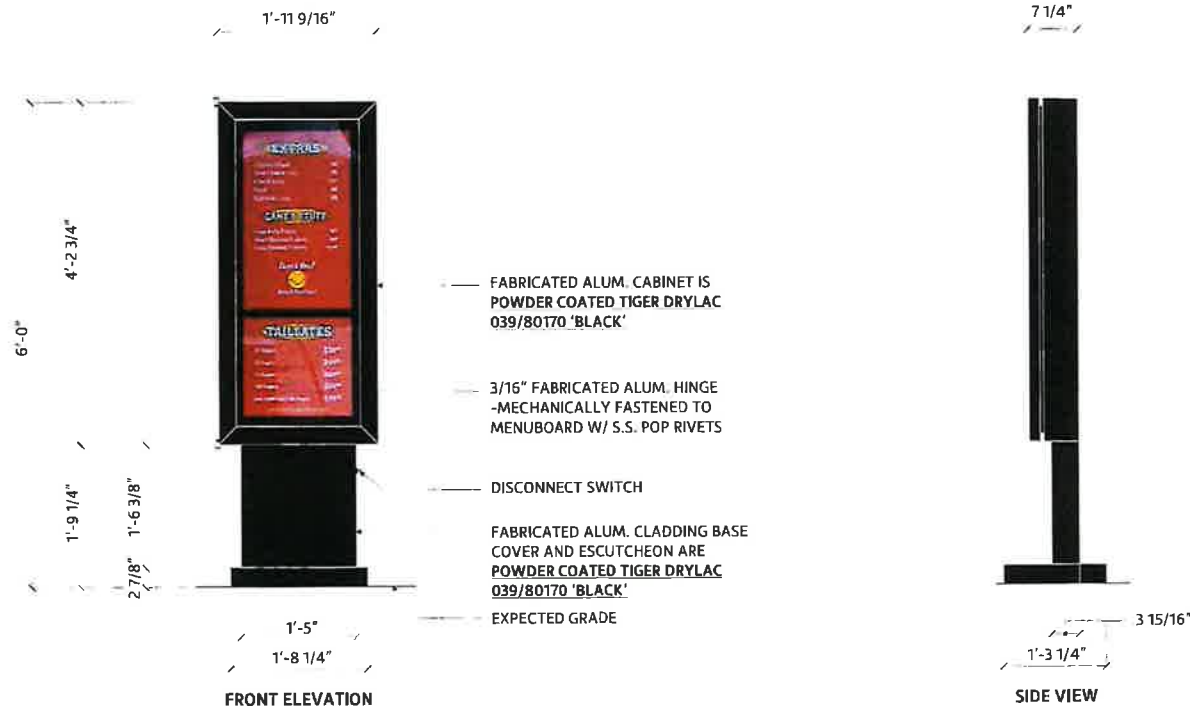 1'-11 9/16"
7 1/4"
EXTRAS
4'-2 3/4"
FABRICATED ALUM. CABINET IS
POWDER COATED TIGER DRYLAC
039/80170 'BLACK'
6'-0"
TAILGATES
3/16" FABRICATED ALUM. HINGE
-MECHANICALLY FASTENED TO
MENUBOARD W/ S.S. POP RIVETS
1'-9 1/4"
1'-6 3/8"
DISCONNECT SWITCH
FABRICATED ALUM. CLADDING BASE
COVER AND ESCUTCHEON ARE
POWDER COATED TIGER DRYLAC
039/80170 'BLACK'
2 7/8"
EXPECTED GRADE
1'-5"
3 15/16"
1'-8 1/4"
1'-3 1/4"
FRONT ELEVATION
SIDE VIEW